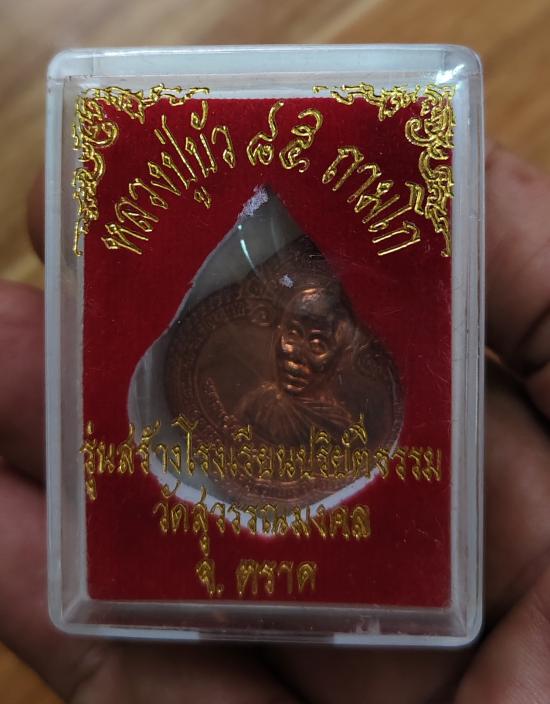 หลวงปู่บัว ๘๕ ถามโก
รุ่นสร้างโรงเรียนปริยัติธรรม
วัดสุวรรณมงคล
จ. ตราด